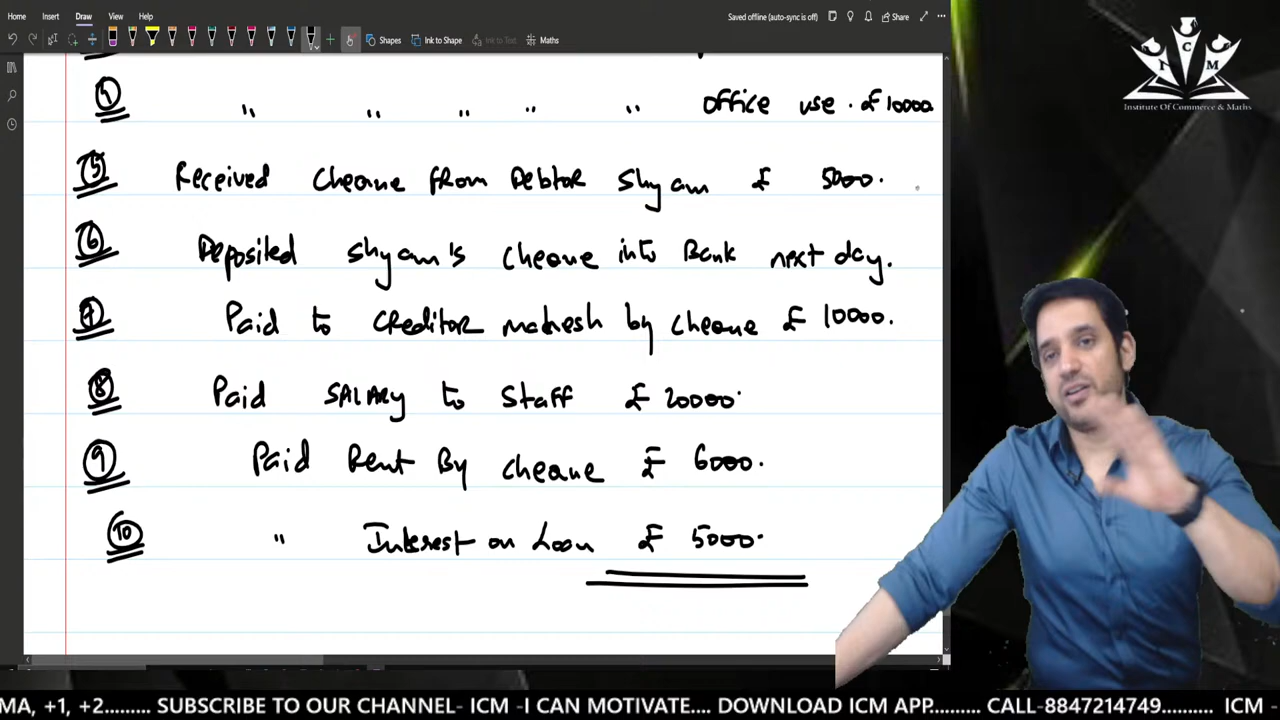 Home Insert Draw View Help Saved offline (auto-sync is off) Share
Shapes Ink to Shape Ink to Text Maths
I C M
Institute Of Commerce & Maths
4 " " " " " office use. £ 10000
5 Received cheque from Debtor Shyam £ 5000.
6 Deposited Shyam's cheque into Bank next day.
7 Paid to creditor mahesh by cheque £ 10000.
8 Paid SALARY to Staff £ 20000.
9 Paid Rent By cheque £ 6000.
10 " Interest on Loan £ 5000.
MA, +1, +2......... SUBSCRIBE TO OUR CHANNEL- ICM -I CAN MOTIVATE.... DOWNLOAD ICM APP......... CALL-8847214749........... ICM -